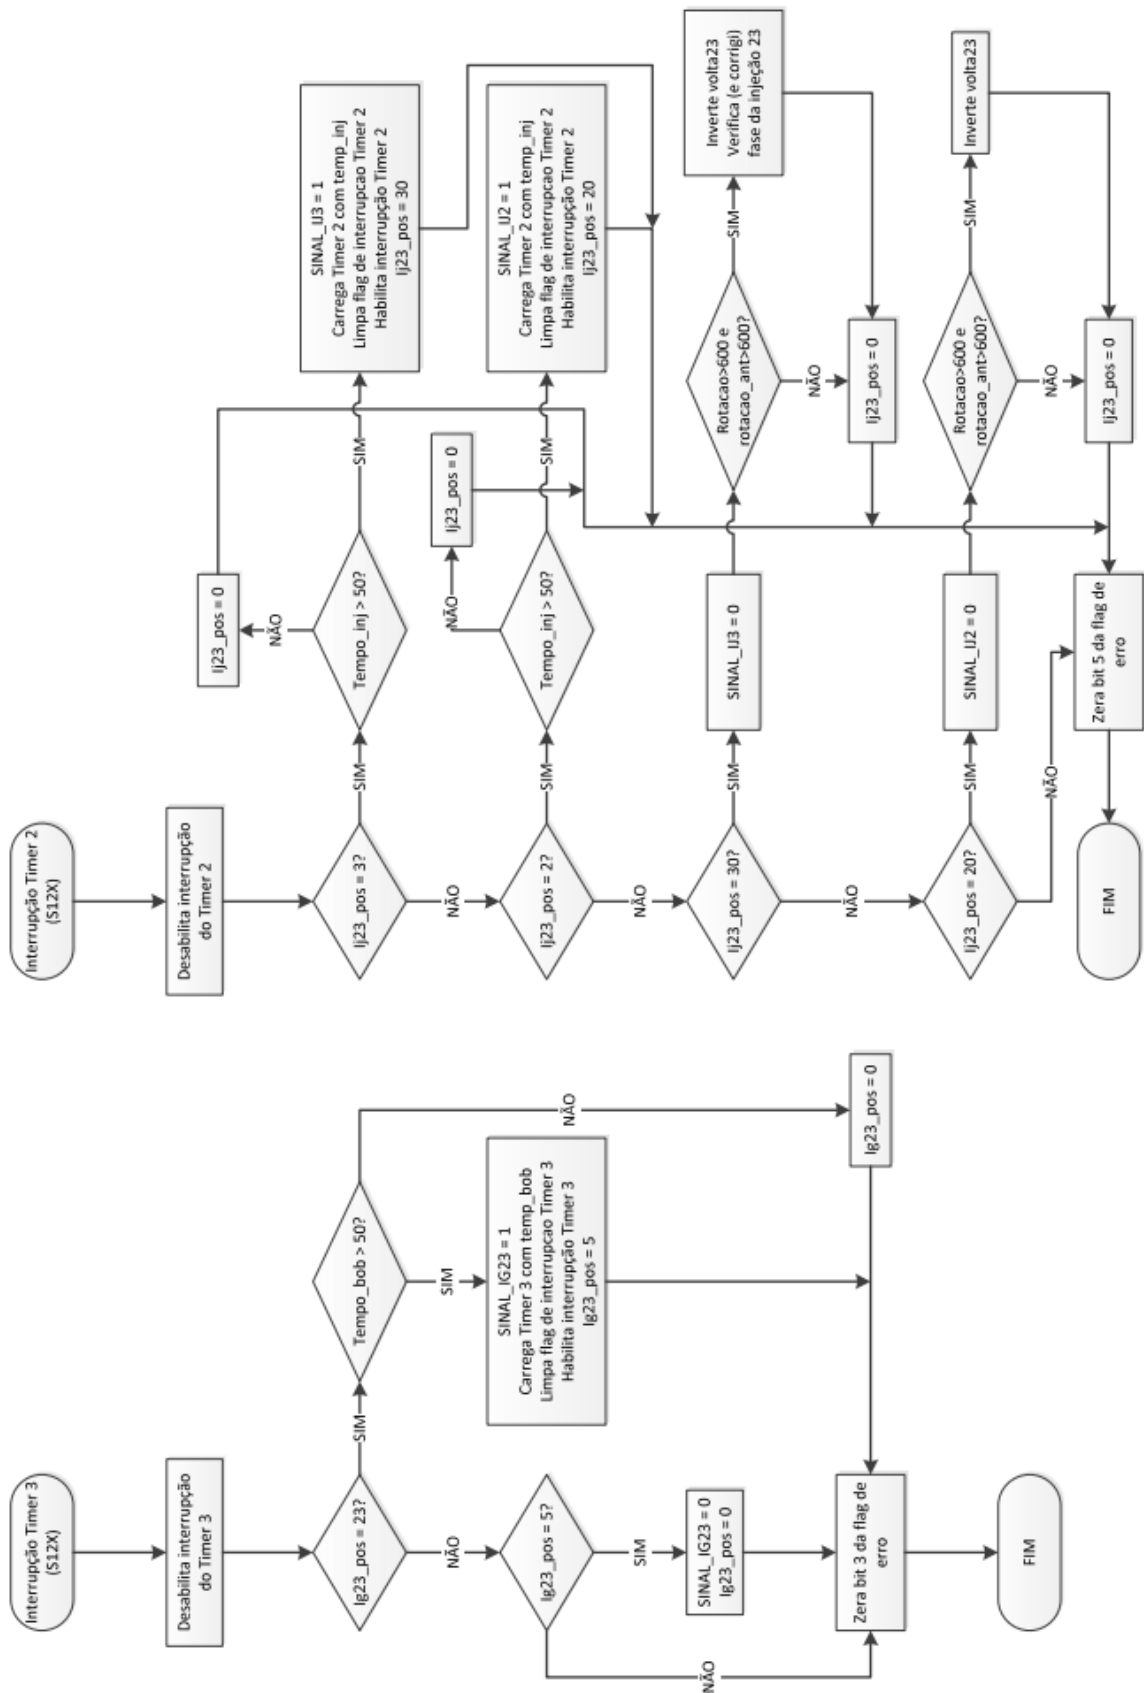 Interrupção Timer 3
(S12X)
Desabilita interrupção
do Timer 3
Ig23_pos = 23?
SIM
NÃO
Tempo_bob > 50?
NÃO
SIM
SINAL_IG23 = 1
Carrega Timer 3 com temp_bob
Limpa flag de interrupcao Timer 3
Habilita interrupção Timer 3
Ig23_pos = 5
Ig23_pos = 5?
SIM
NÃO
SINAL_IG23 = 0
Ig23_pos = 0
Ig23_pos = 0
Zera bit 3 da flag de
erro
FIM
Interrupção Timer 2
(S12X)
Desabilita interrupção
do Timer 2
Ij23_pos = 3?
SIM
NÃO
Tempo_inj > 50?
NÃO
Ij23_pos = 0
SIM
SINAL_IJ3 = 1
Carrega Timer 2 com temp_inj
Limpa flag de interrupcao Timer 2
Habilita interrupção Timer 2
Ij23_pos = 30
Ij23_pos = 2?
SIM
NÃO
Tempo_inj > 50?
NÃO
Ij23_pos = 0
SIM
SINAL_IJ2 = 1
Carrega Timer 2 com temp_inj
Limpa flag de interrupcao Timer 2
Habilita interrupção Timer 2
Ij23_pos = 20
Ij23_pos = 30?
SIM
NÃO
SINAL_IJ3 = 0
Rotacao>600 e
rotacao_ant>600?
SIM
NÃO
Inverte volta23
Verifica (e corrigi)
fase da injeção 23
Ij23_pos = 0
Ij23_pos = 20?
SIM
NÃO
SINAL_IJ2 = 0
Rotacao>600 e
rotacao_ant>600?
SIM
NÃO
Inverte volta23
Ij23_pos = 0
Zera bit 5 da flag de
erro
FIM